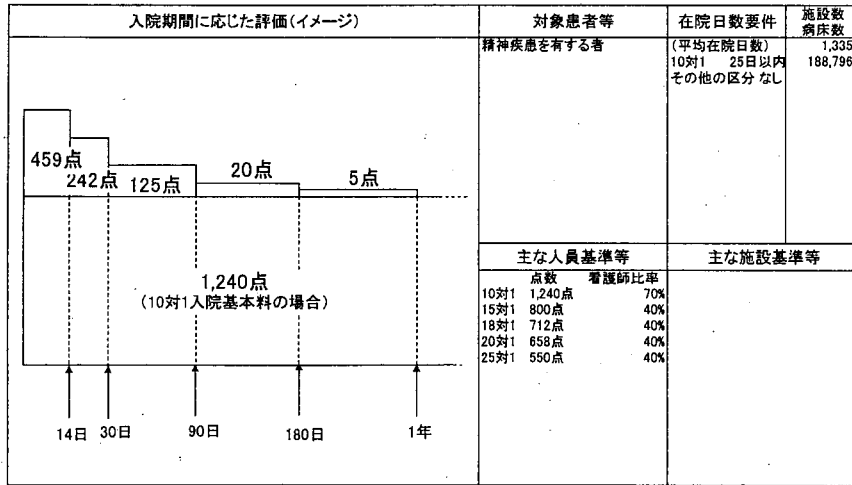 入院期間に応じた評価(イメージ)
対象患者等
在院日数要件
施設数
病床数
精神疾患を有する者
(平均在院日数)
10対1 25日以内
その他の区分 なし
1,335
188,796
459点
242点
125点
20点
5点
1,240点
(10対1入院基本料の場合)
14日
30日
90日
180日
1年
主な人員基準等
主な施設基準等
点数 看護師比率
10対1 1,240点 70%
15対1 800点 40%
18対1 712点 40%
20対1 658点 40%
25対1 550点 40%